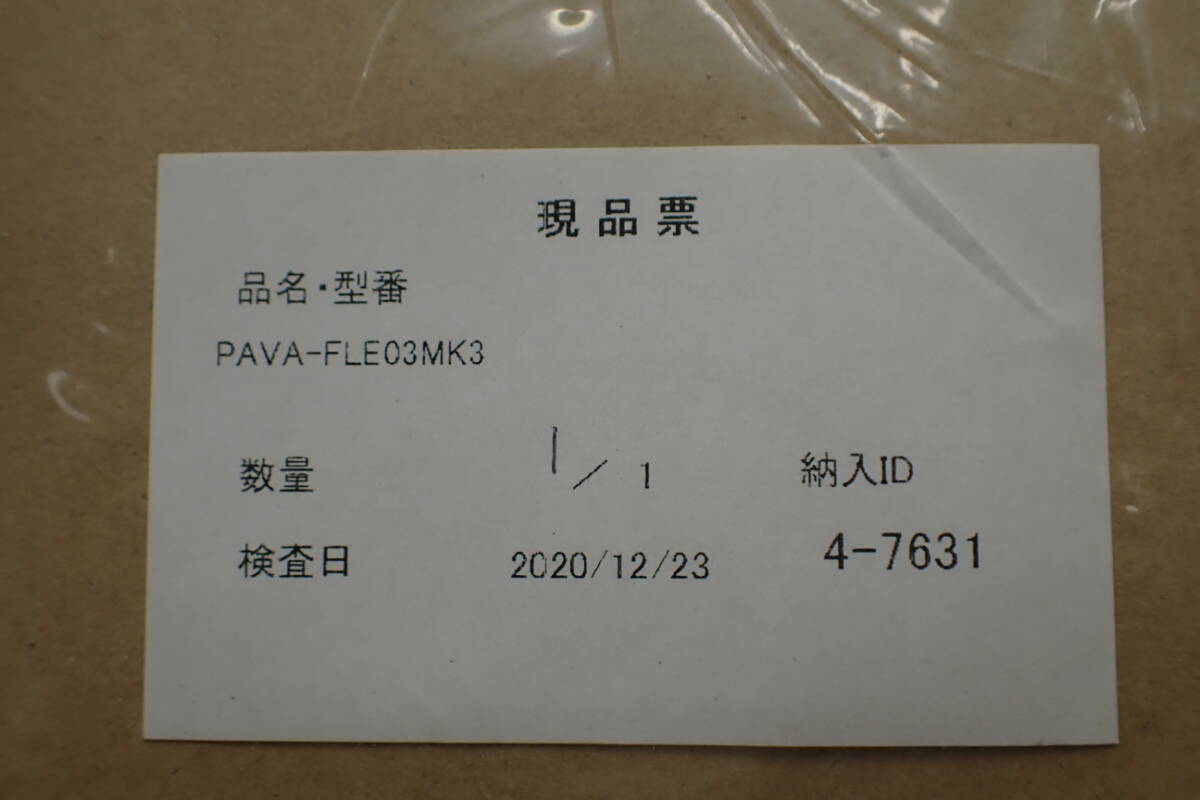 現品票
品名・型番
PAVA-FLE03MK3
数量 1/1 納入ID
検査日 2020/12/23 4-7631